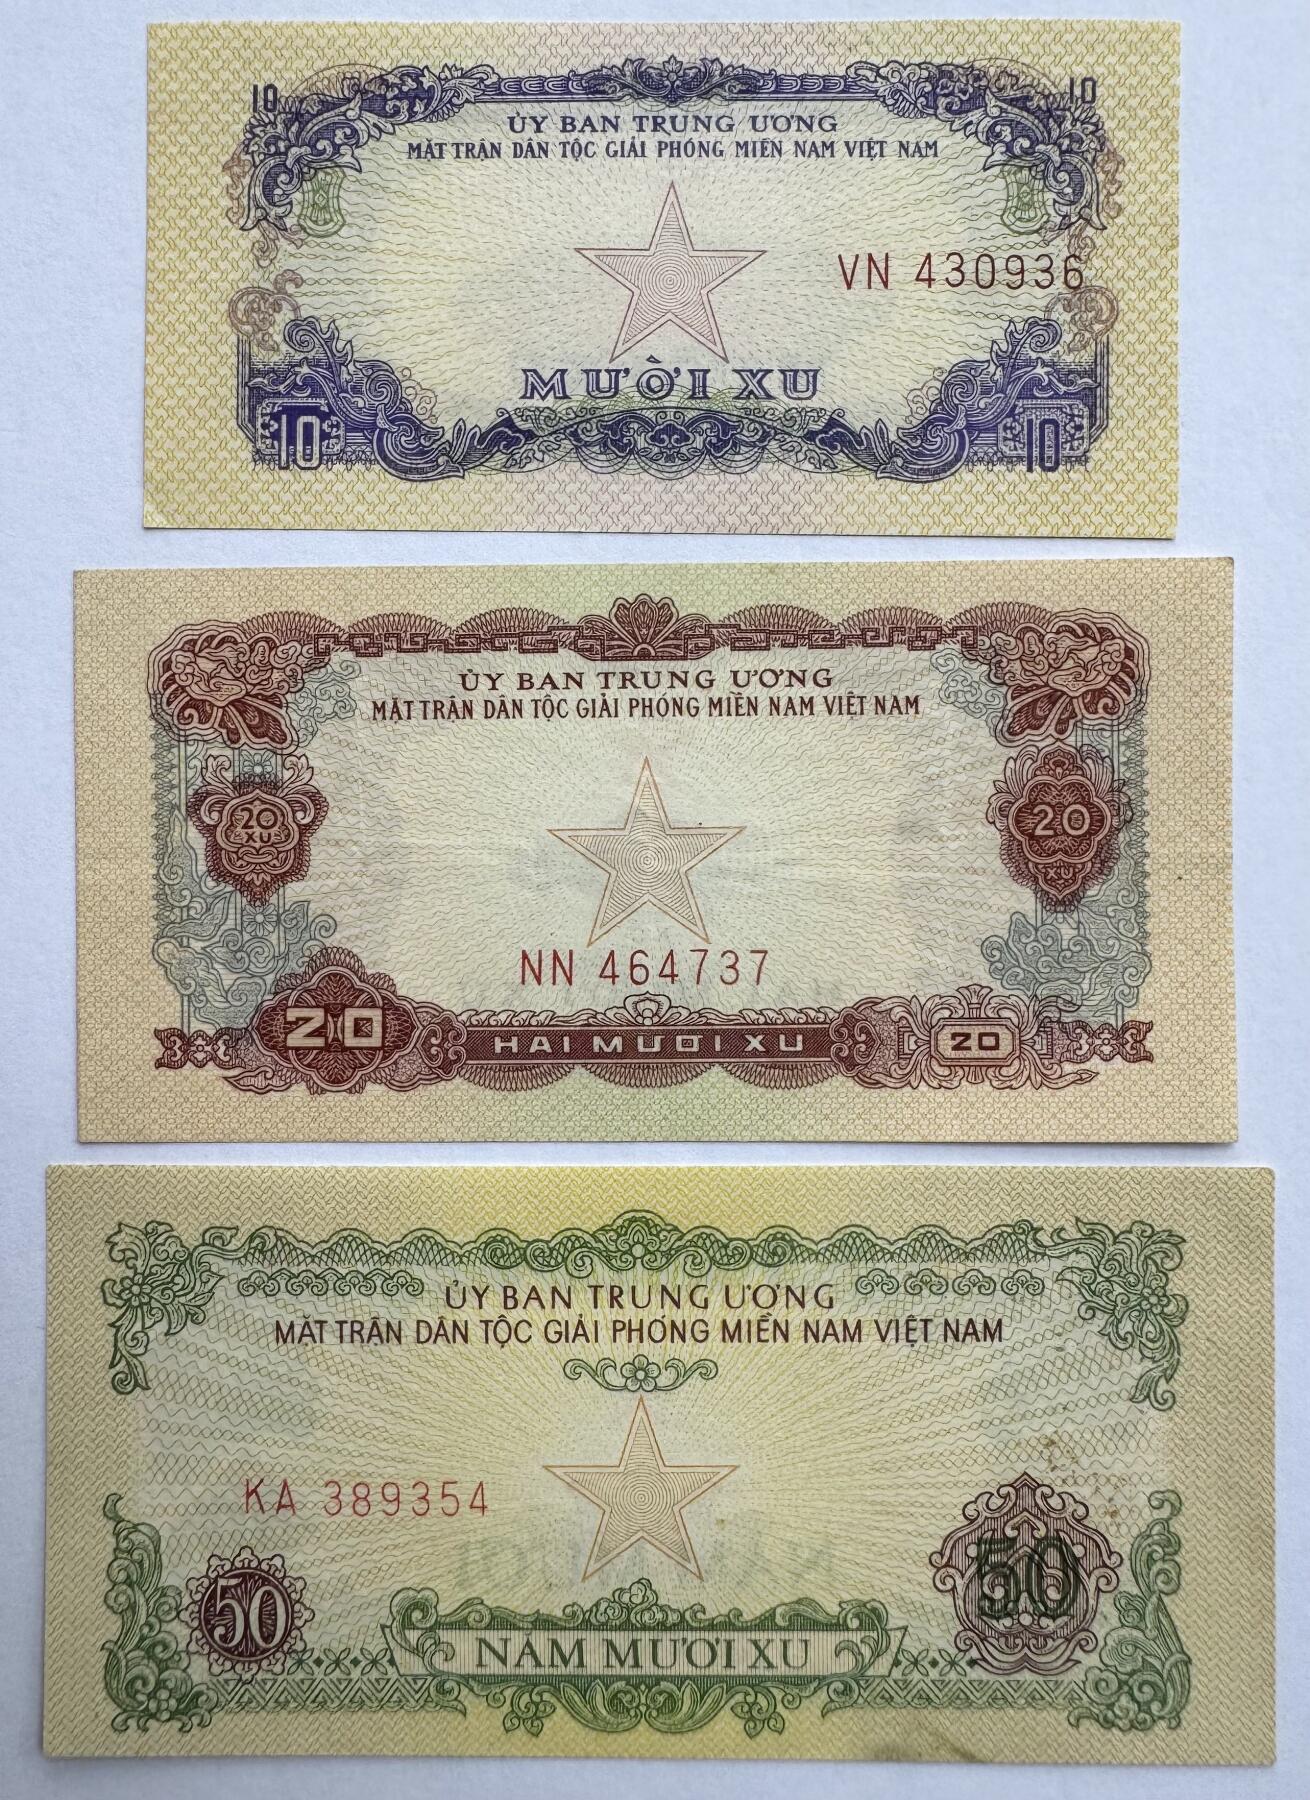 10 10
ỦY BAN TRUNG ƯƠNG
MẶT TRẬN DÂN TỘC GIẢI PHÓNG MIỀN NAM VIỆT NAM
VN 430936
MƯỜI XU
10 10
ỦY BAN TRUNG ƯƠNG
MẶT TRẬN DÂN TỘC GIẢI PHÓNG MIỀN NAM VIỆT NAM
20 20
XU XU
NN 464737
20 HAI MƯƠI XU 20
ỦY BAN TRUNG ƯƠNG
MẶT TRẬN DÂN TỘC GIẢI PHÓNG MIỀN NAM VIỆT NAM
KA 389354
50 50
NĂM MƯƠI XU